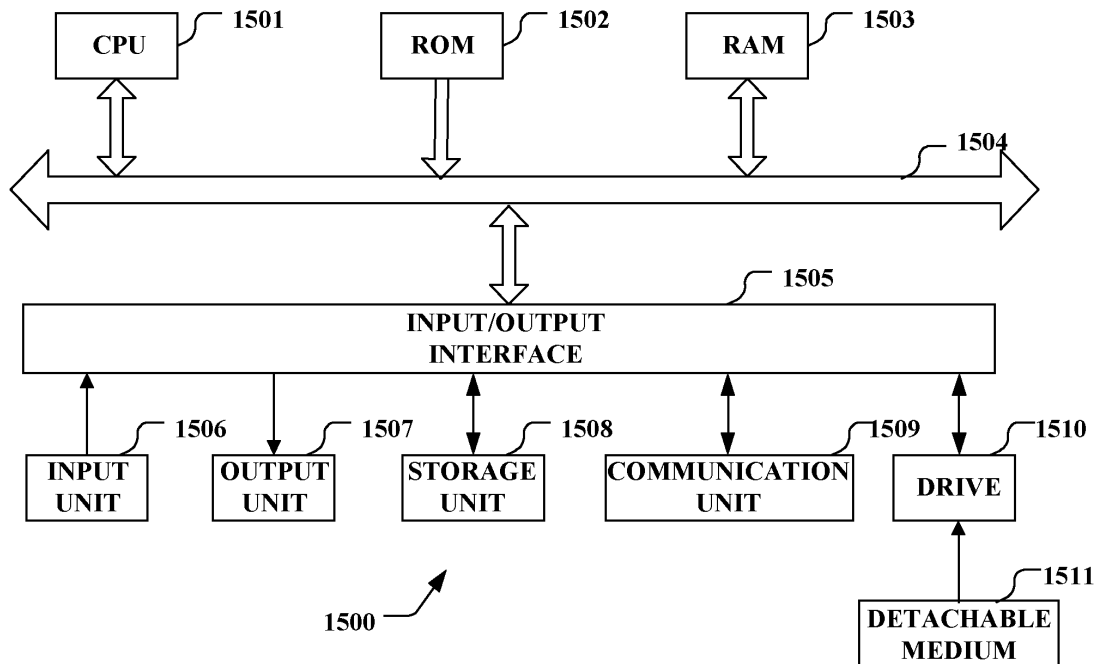 1501
1502
1503
CPU
ROM
RAM
1504
1505
INPUT/OUTPUT
INTERFACE
1506
1507
1508
1509
1510
INPUT
UNIT
OUTPUT
UNIT
STORAGE
UNIT
COMMUNICATION
UNIT
DRIVE
1511
1500
DETACHABLE
MEDIUM